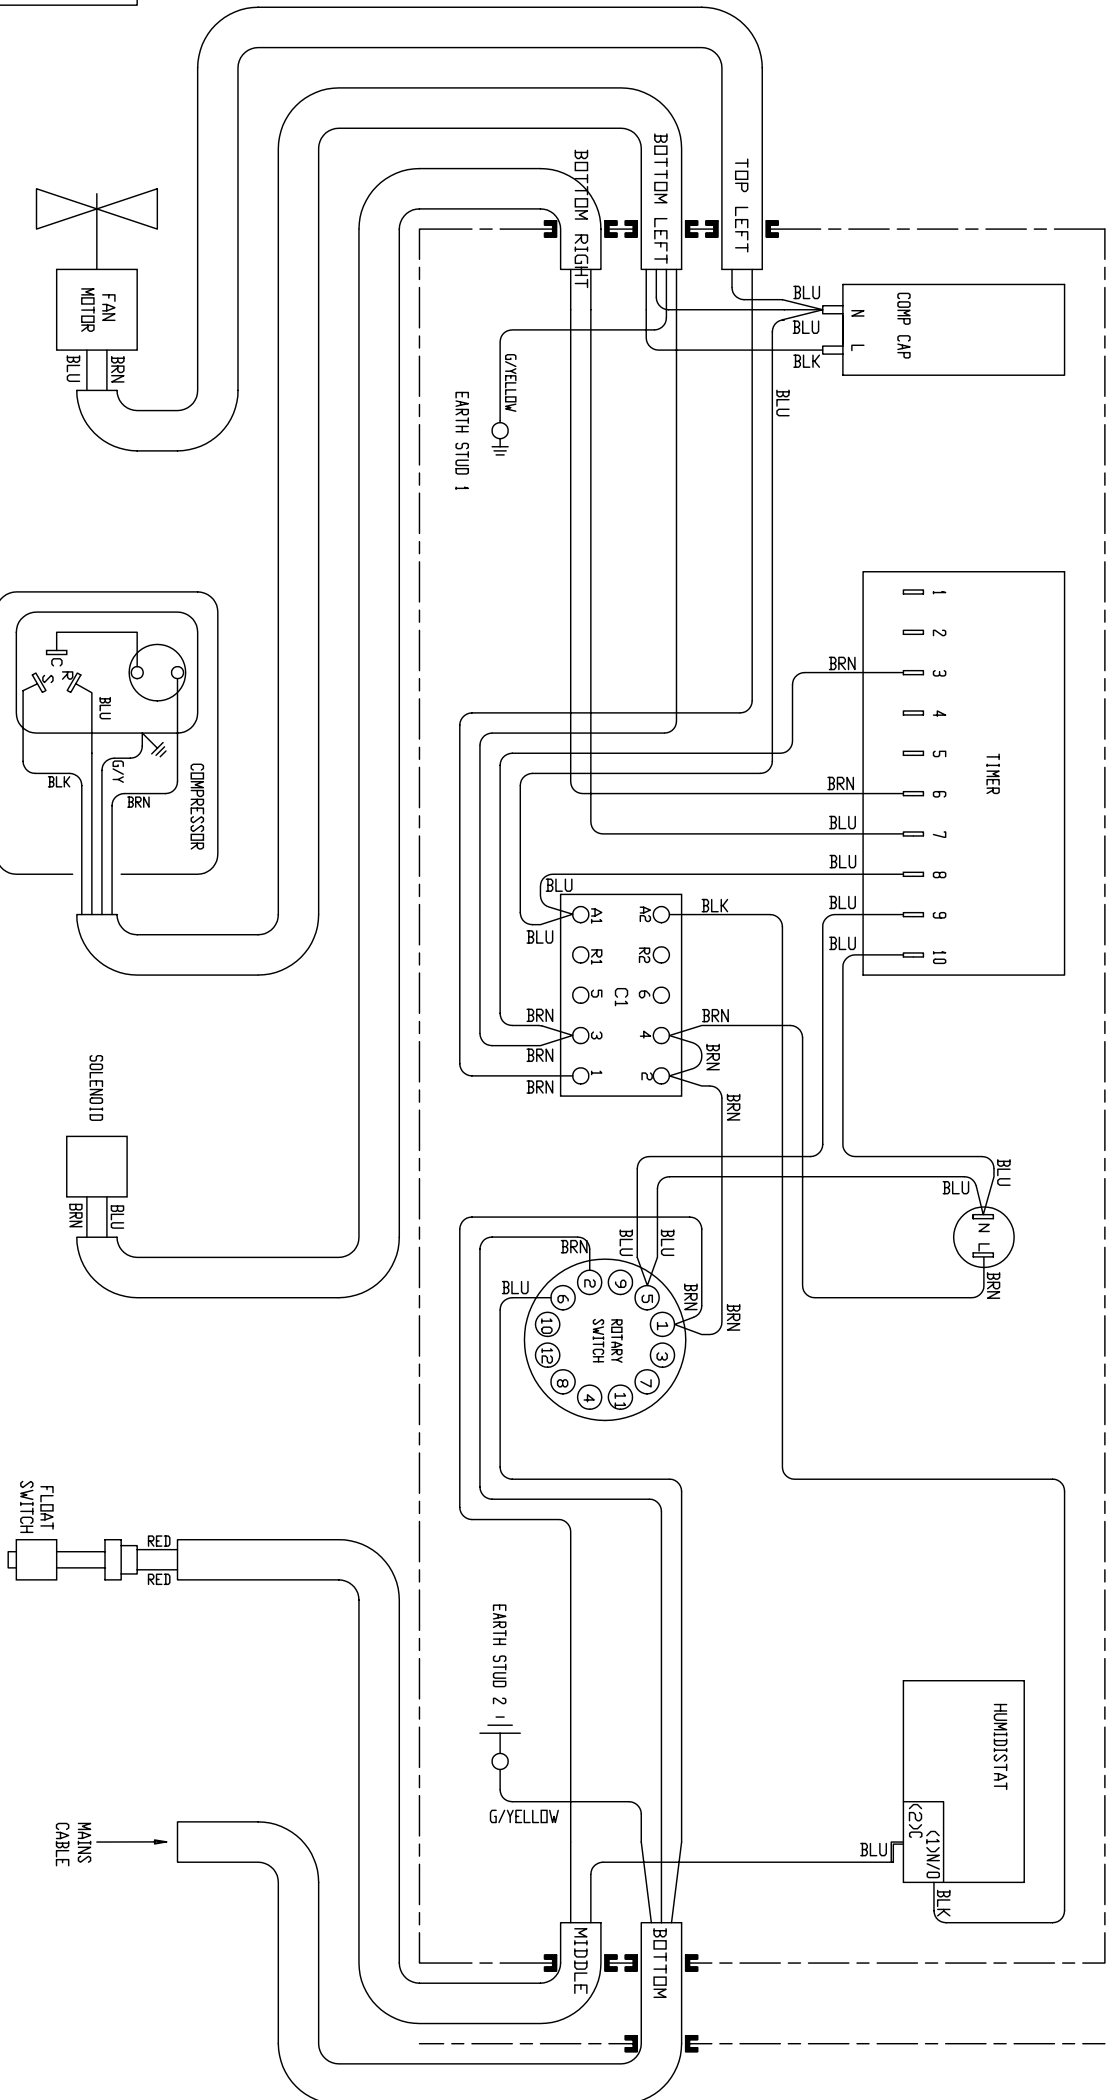 TOP LEFT
BOTTOM LEFT
BOTTOM RIGHT
FAN
MOTOR
BLU
BRN
COMP CAP
N
L
BLU
BLU
BLK
BLU
G/YELLOW
EARTH STUD 1
TIMER
1
2
3
4
5
6
7
8
9
10
BRN
BRN
BLU
BLU
BLU
BLU
C
R
S
BLU
G/Y
BLK
BRN
COMPRESSOR
BLU
BLU
BLK
A1
A2
R1
R2
5
6
C1
3
4
1
2
BRN
BRN
BRN
BRN
BRN
BRN
SOLENOID
BRN
BLU
BLU
BLU
N
L
BRN
BLU
BLU
BRN
BRN
BRN
BLU
ROTARY
SWITCH
2
9
5
6
1
10
3
12
7
8
11
4
FLOAT
SWITCH
RED
RED
EARTH STUD 2
G/YELLOW
HUMIDISTAT
(1)N/O
(2)C
BLU
BLK
MAINS
CABLE
MIDDLE
BOTTOM